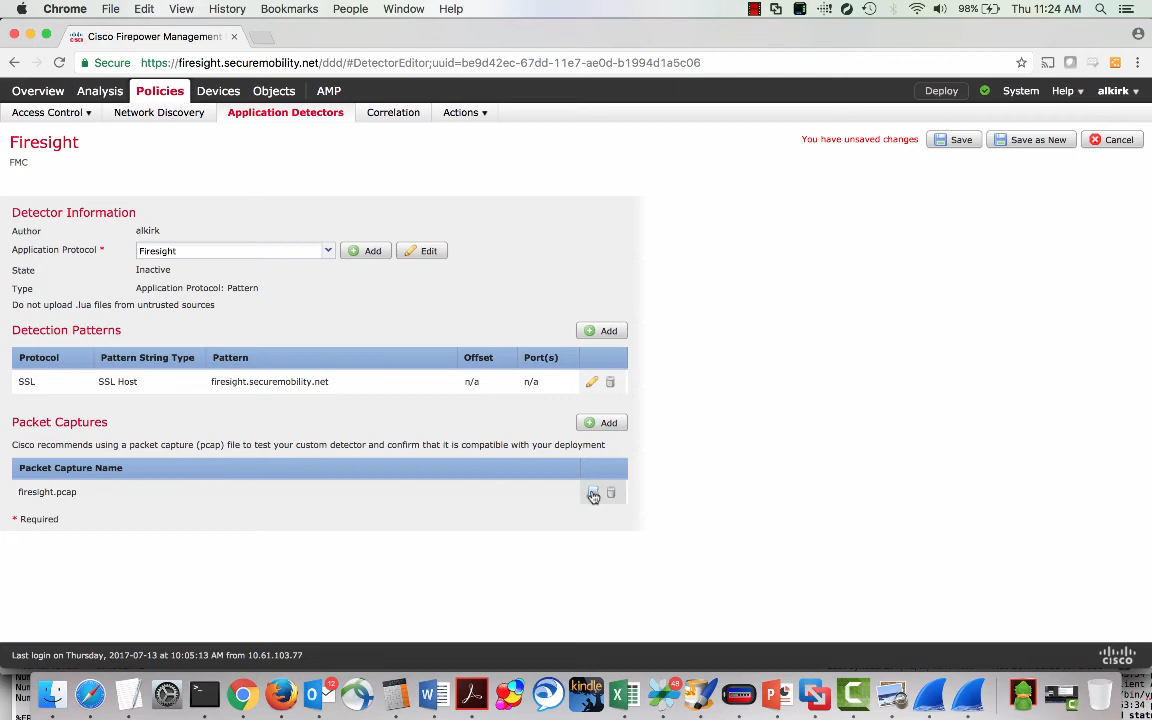 Chrome File Edit View History Bookmarks People Window Help 98% Thu 11:24 AM
Cisco Firepower Management
Secure https://firesight.securemobility.net/ddd/#DetectorEditor;uuid=be9d42ec-67dd-11e7-ae0d-b1994d1a5c06
Overview Analysis Policies Devices Objects AMP Deploy System Help alkirk
Access Control Network Discovery Application Detectors Correlation Actions
Firesight
You have unsaved changes Save Save as New Cancel
FMC
Detector Information
Author alkirk
Application Protocol * Firesight Add Edit
State Inactive
Type Application Protocol: Pattern
Do not upload .lua files from untrusted sources
Detection Patterns Add
Protocol Pattern String Type Pattern Offset Port(s)
SSL SSL Host firesight.securemobility.net n/a n/a
Packet Captures Add
Cisco recommends using a packet capture (pcap) file to test your custom detector and confirm that it is compatible with your deployment
Packet Capture Name
firesight.pcap
* Required
Last login on Thursday, 2017-07-13 at 10:05:13 AM from 10.61.103.77
cisco
12
48
kindle